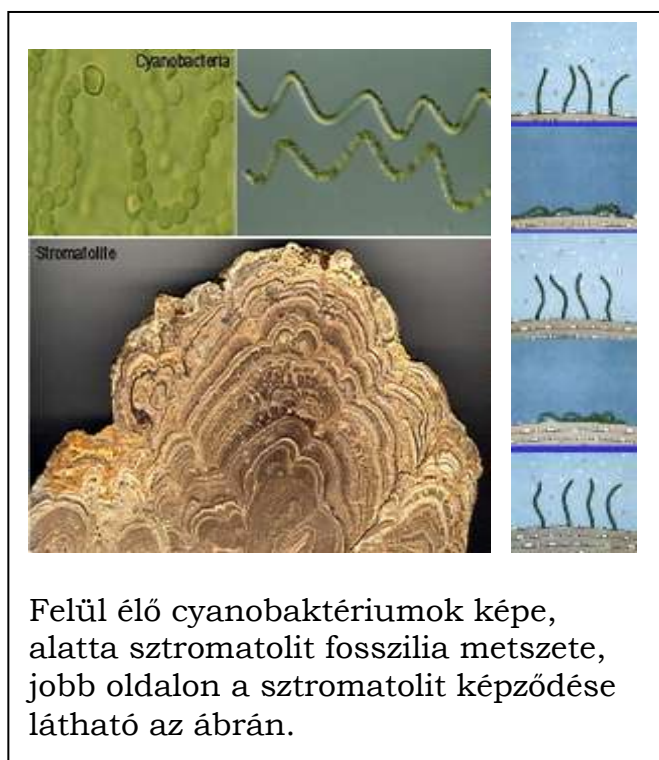 Cyanobacteria
Stromatolite
Felül élő cyanobaktériumok képe,
alatta sztromatolit fosszilia metszete,
jobb oldalon a sztromatolit képződése
látható az ábrán.